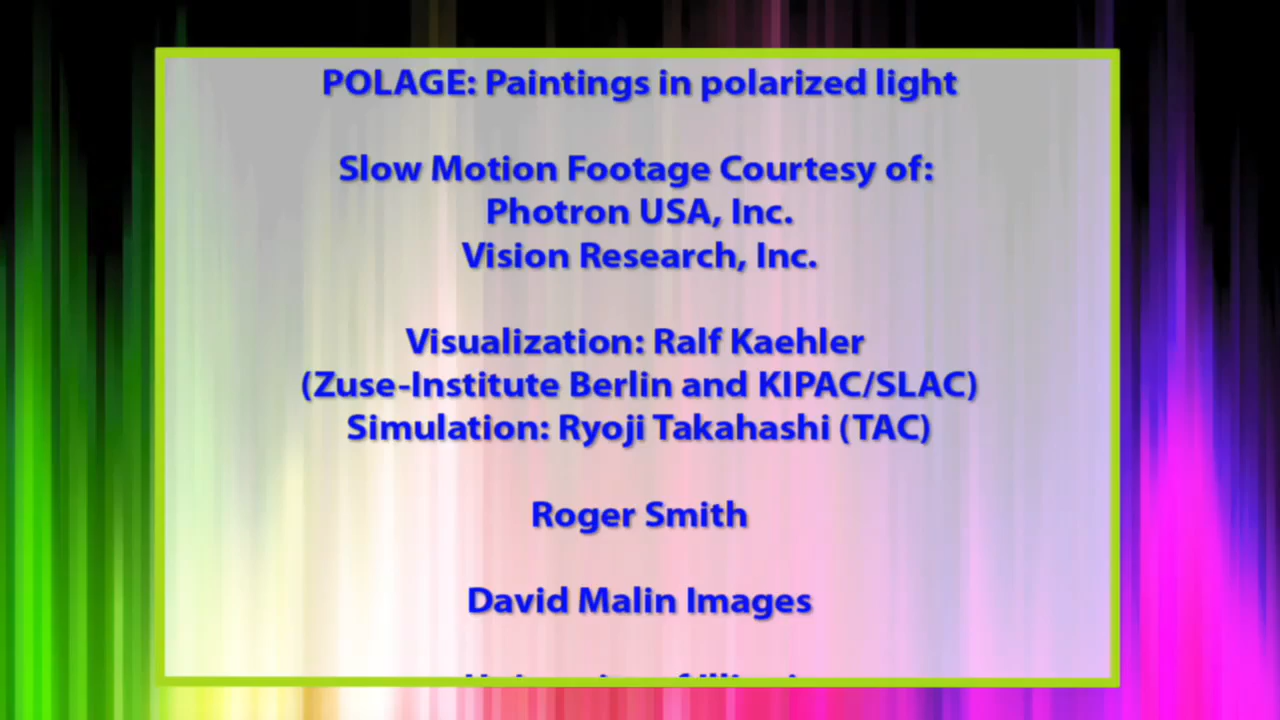 POLAGE: Paintings in polarized light
Slow Motion Footage Courtesy of:
Photron USA, Inc.
Vision Research, Inc.
Visualization: Ralf Kaehler
(Zuse-Institute Berlin and KIPAC/SLAC)
Simulation: Ryoji Takahashi (TAC)
Roger Smith
David Malin Images